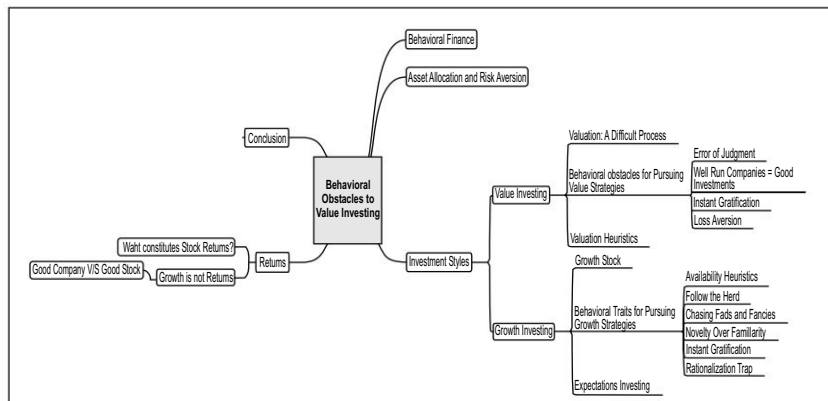 Behavioral Finance
Asset Allocation and Risk Aversion
Conclusion
Behavioral
Obstacles to
Value Investing
Waht constitutes Stock Returns?
Good Company V/S Good Stock
Growth is not Returns
Returns
Investment Styles
Value Investing
Valuation: A Difficult Process
Behavioral obstacles for Pursuing
Value Strategies
Error of Judgment
Well Run Companies = Good
Investments
Instant Gratification
Loss Aversion
Valuation Heuristics
Growth Investing
Growth Stock
Behavioral Traits for Pursuing
Growth Strategies
Availability Heuristics
Follow the Herd
Chasing Fads and Fancies
Novelty Over Familiarity
Instant Gratification
Rationalization Trap
Expectations Investing